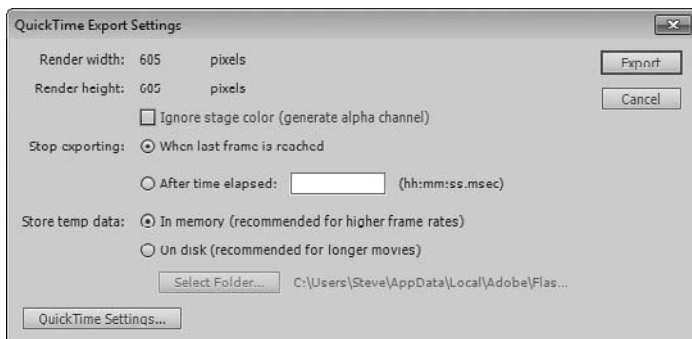 QuickTime Export Settings
Render width: 605 pixels
Export
Render height: 605 pixels
Cancel
Ignore stage color (generate alpha channel)
Stop exporting: When last frame is reached
After time elapsed: (hh:mm:ss.msec)
Store temp data: In memory (recommended for higher frame rates)
On disk (recommended for longer movies)
Select Folder... C:\Users\Steve\AppData\Local\Adobe\Flas...
QuickTime Settings...